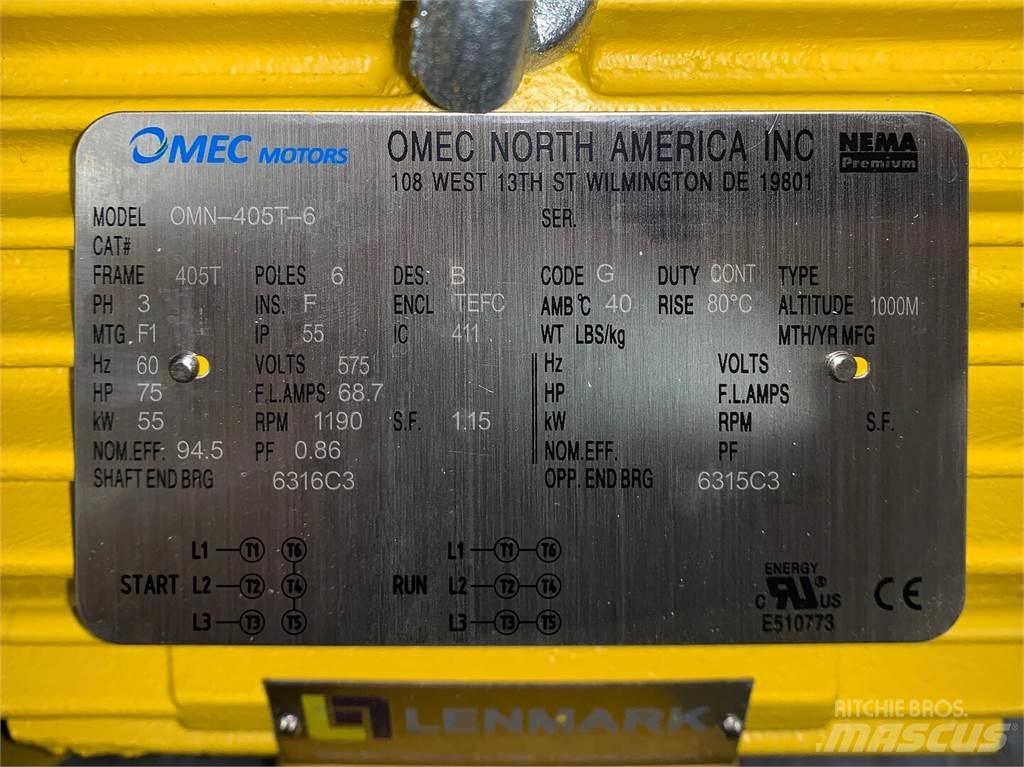 OMEC MOTORS OMEC NORTH AMERICA INC NEMA Premium
108 WEST 13TH ST WILMINGTON DE 19801
MODEL OMN-405T-6 SER.
CAT#
FRAME 405T POLES 6 DES. B CODE G DUTY CONT TYPE
PH 3 INS. F ENCL TEFC AMB℃ 40 RISE 80°C ALTITUDE 1000M
MTG. F1 IP 55 IC 411 WT LBS/kg MTH/YR MFG
Hz 60 VOLTS 575 Hz VOLTS
HP 75 F.L.AMPS 68.7 HP F.L.AMPS
kW 55 RPM 1190 S.F. 1.15 kW RPM S.F.
NOM.EFF. 94.5 PF 0.86 NOM.EFF. PF
SHAFT END BRG 6316C3 OPP. END BRG 6315C3
L1 T1 T6 L1 T1 T6
START L2 T2 T4 RUN L2 T2 T4
L3 T3 T5 L3 T3 T5
ENERGY
C UR ® US CE
E510773
LENMARK
RITCHIE BROS.
MASCUS